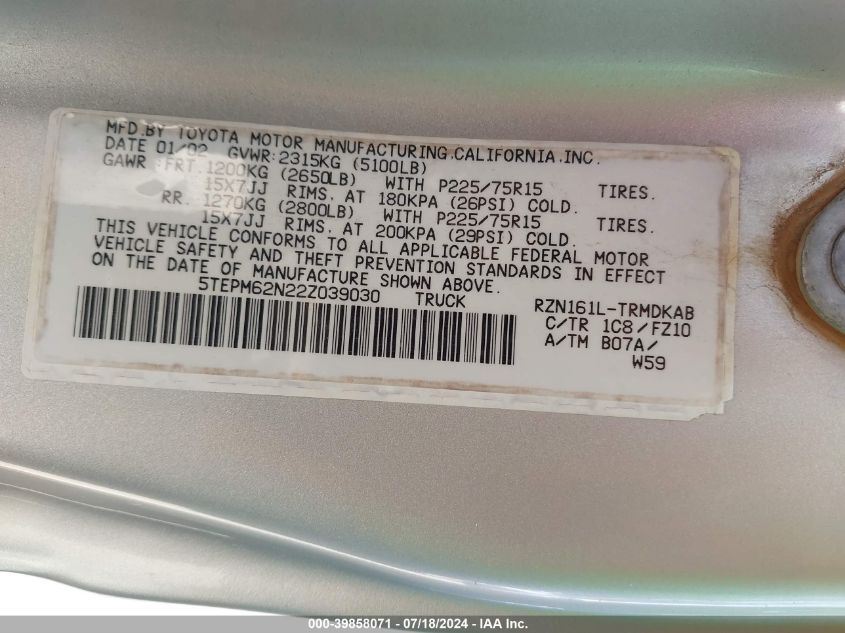 MFD.BY TOYOTA MOTOR MANUFACTURING.CALIFORNIA.INC.
DATE 01/02 GVWR:2315KG (5100LB)
GAWR:FRT. 1200KG (2650LB) WITH P225/75R15 TIRES.
15X7JJ RIMS. AT 180KPA (26PSI) COLD.
RR. 1270KG (2800LB) WITH P225/75R15 TIRES.
15X7JJ RIMS. AT 200KPA (29PSI) COLD.
THIS VEHICLE CONFORMS TO ALL APPLICABLE FEDERAL MOTOR
VEHICLE SAFETY AND THEFT PREVENTION STANDARDS IN EFFECT
ON THE DATE OF MANUFACTURE SHOWN ABOVE.
5TEPM62N22Z039030 TRUCK RZN161L-TRMDKAB
C/TR 1C8/FZ10
A/TM B07A/
W59
000-39858071 - 07/18/2024 - IAA Inc.